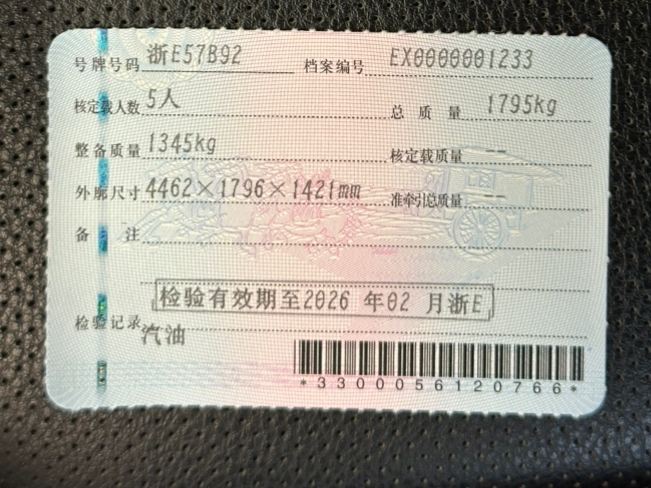 号牌号码 浙E57B92 档案编号 EX0000001233
核定载人数 5人 总质量 1795kg
整备质量 1345kg 核定载质量 --
外廓尺寸 4462×1796×1421mm 准牵引总质量 --
备注
检验有效期至2026 年02 月浙E
检验记录
汽油
*3300056120766*